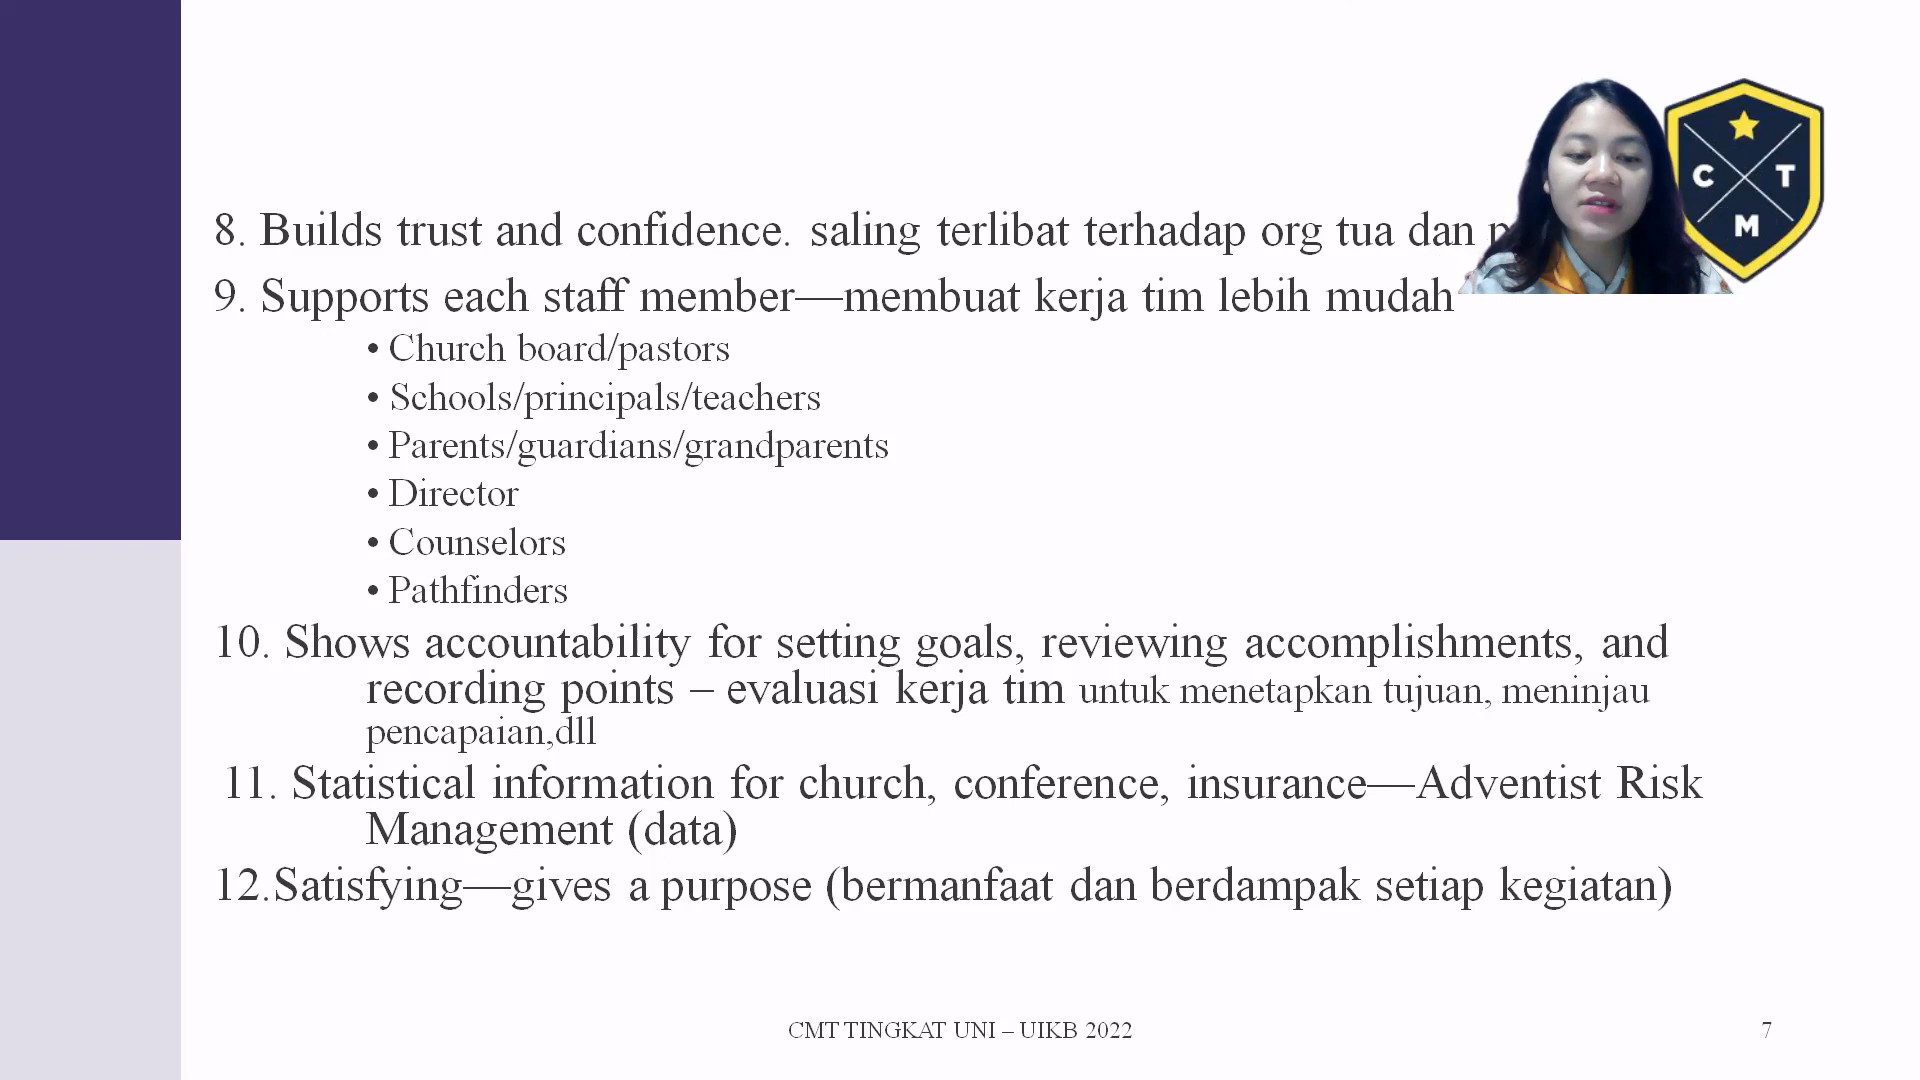 8. Builds trust and confidence. saling terlibat terhadap org tua dan
9. Supports each staff member—membuat kerja tim lebih mudah
• Church board/pastors
• Schools/principals/teachers
• Parents/guardians/grandparents
• Director
• Counselors
• Pathfinders
10. Shows accountability for setting goals, reviewing accomplishments, and
recording points – evaluasi kerja tim untuk menetapkan tujuan, meninjau
pencapaian,dll
11. Statistical information for church, conference, insurance—Adventist Risk
Management (data)
12.Satisfying—gives a purpose (bermanfaat dan berdampak setiap kegiatan)
C T
M
CMT TINGKAT UNI – UIKB 2022
7